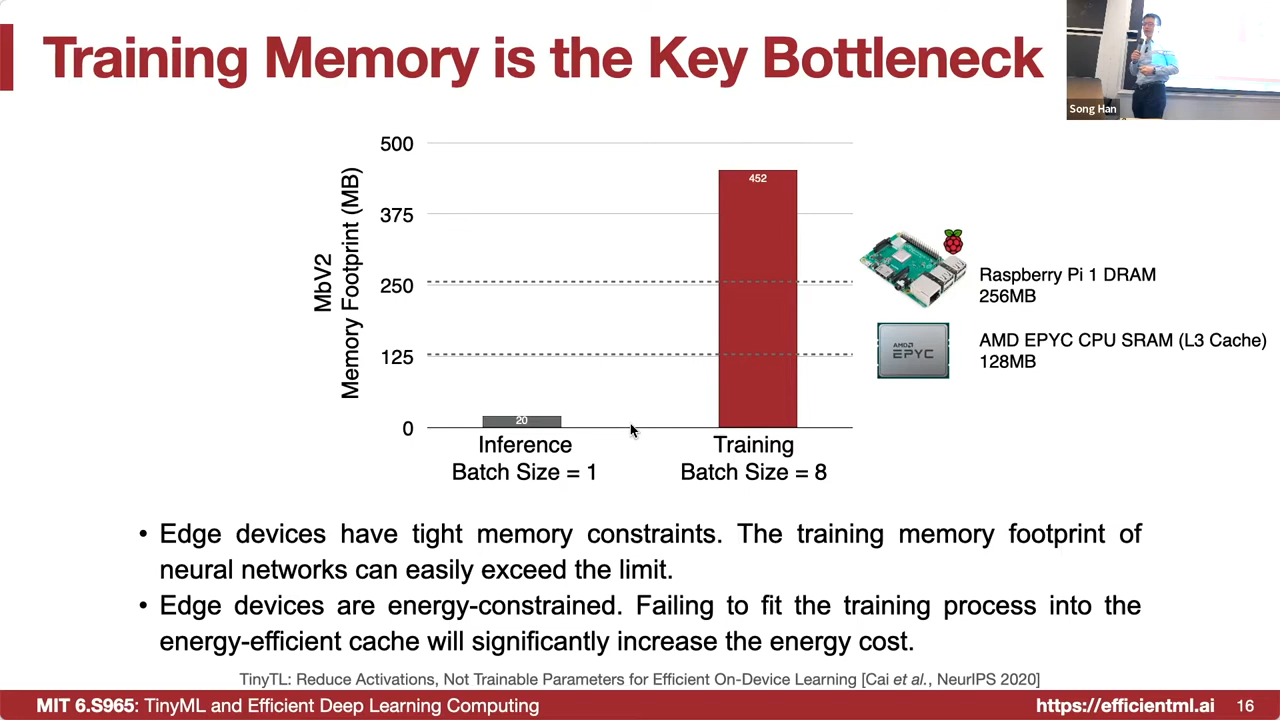 Training Memory is the Key Bottleneck
Song Han
500
375
250
125
0
MbV2
Memory Footprint (MB)
452
20
Inference
Batch Size = 1
Training
Batch Size = 8
Raspberry Pi 1 DRAM
256MB
AMD
EPYC
AMD EPYC CPU SRAM (L3 Cache)
128MB
• Edge devices have tight memory constraints. The training memory footprint of
neural networks can easily exceed the limit.
• Edge devices are energy-constrained. Failing to fit the training process into the
energy-efficient cache will significantly increase the energy cost.
TinyTL: Reduce Activations, Not Trainable Parameters for Efficient On-Device Learning [Cai et al., NeurIPS 2020]
MIT 6.S965: TinyML and Efficient Deep Learning Computing
https://efficientml.ai
16